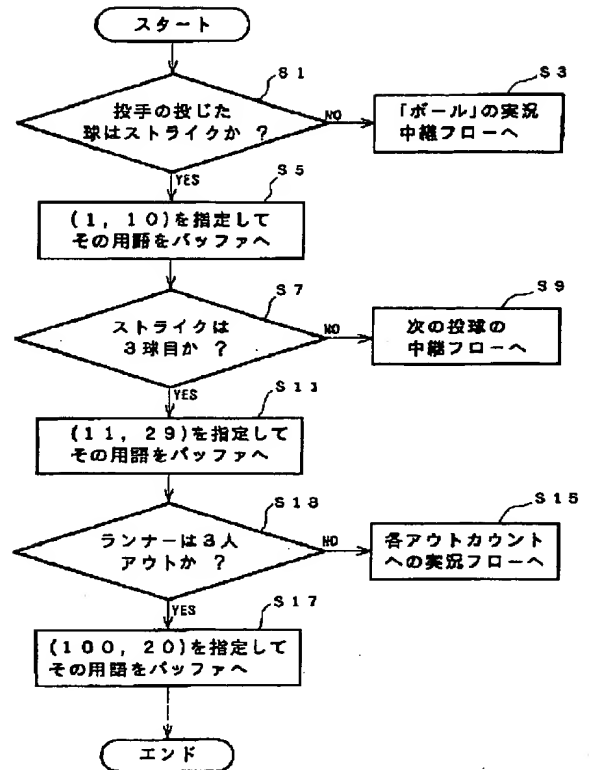 スタート
S1
投手の投じた
球はストライクか ?
NO
S3
「ボール」の実況
中継フローへ
YES
S5
(1, 10)を指定して
その用語をバッファへ
S7
ストライクは
3球目か ?
NO
S9
次の投球の
中継フローへ
YES
S11
(11, 29)を指定して
その用語をバッファへ
S13
ランナーは3人
アウトか ?
NO
S15
各アウトカウント
への実況フローへ
YES
S17
(100, 20)を指定して
その用語をバッファへ
エンド